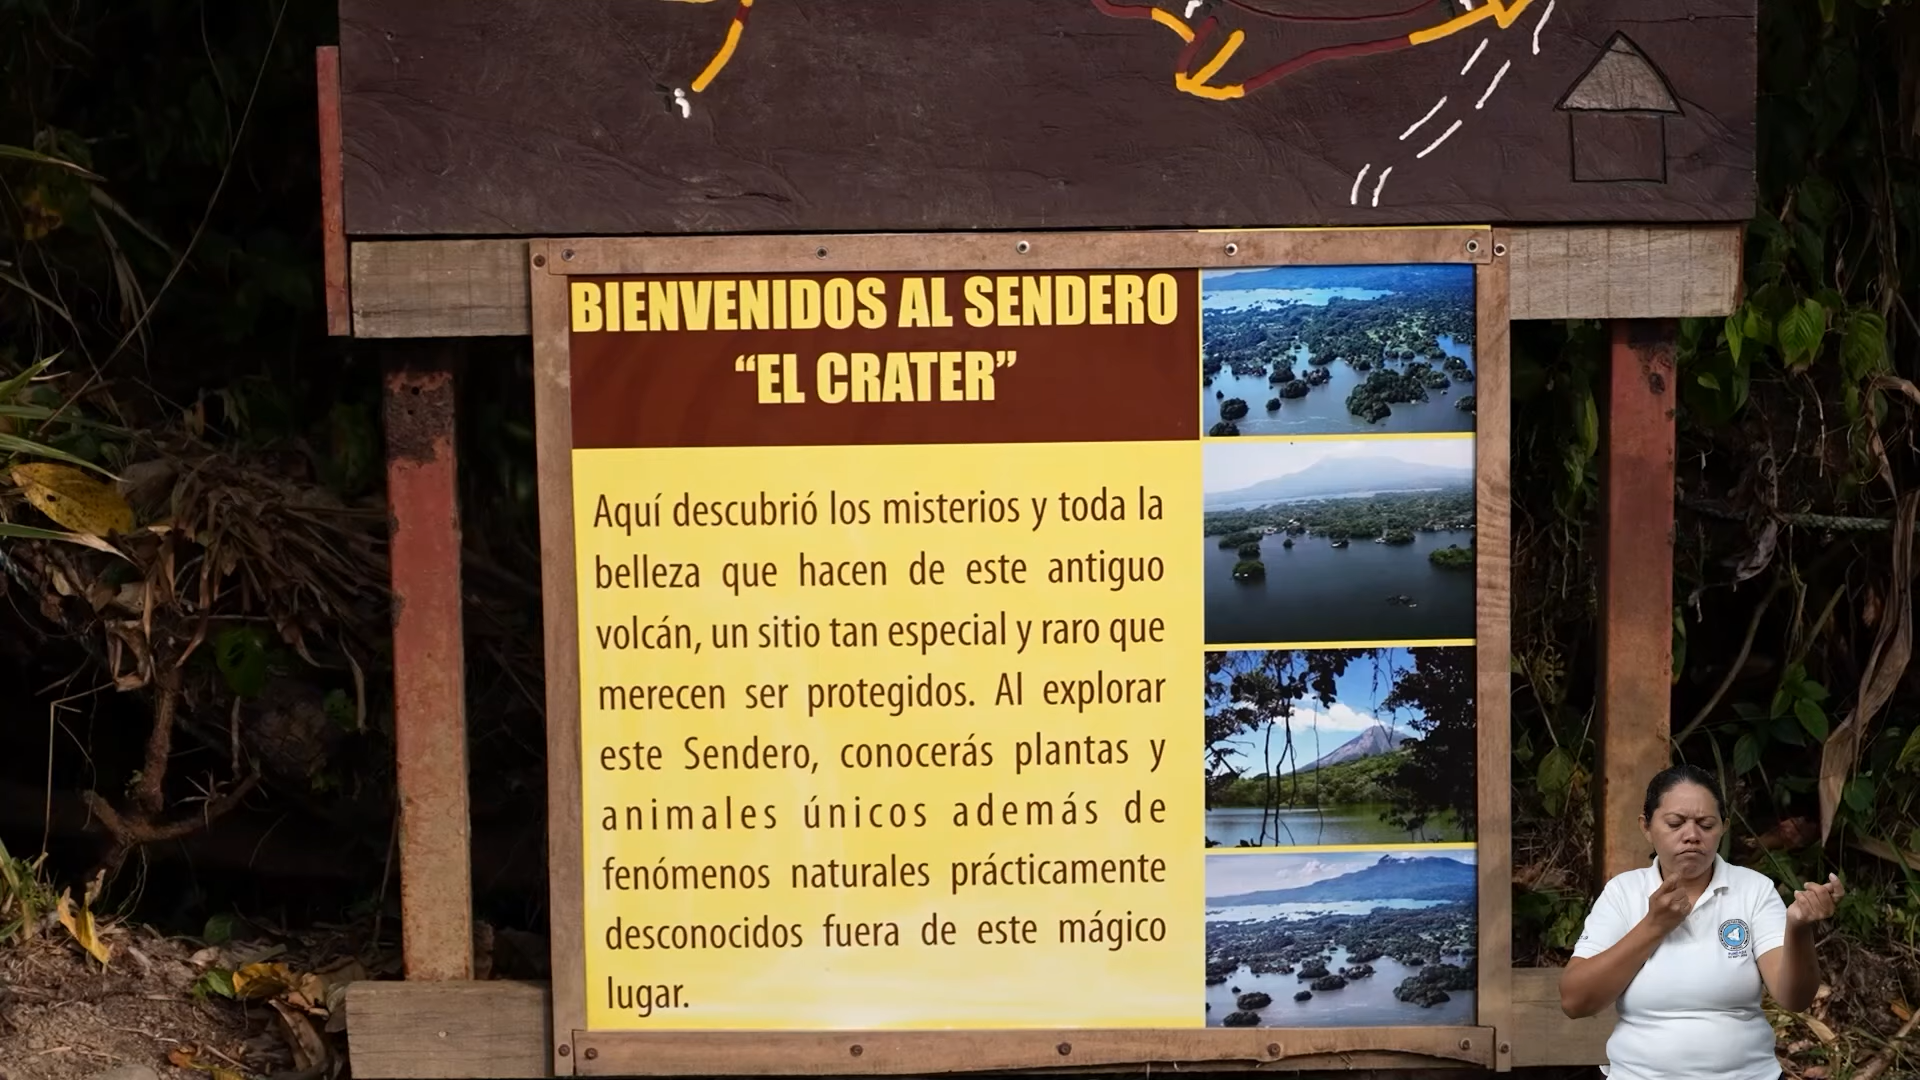 BIENVENIDOS AL SENDERO
“EL CRATER”
Aquí descubrió los misterios y toda la
belleza que hacen de este antiguo
volcán, un sitio tan especial y raro que
merecen ser protegidos. Al explorar
este Sendero, conocerás plantas y
animales únicos además de
fenómenos naturales prácticamente
desconocidos fuera de este mágico
lugar.